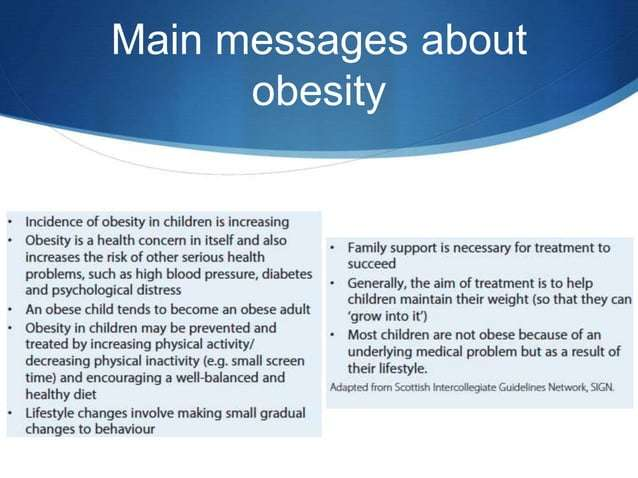 Main messages about
obesity
• Incidence of obesity in children is increasing
• Obesity is a health concern in itself and also
increases the risk of other serious health
problems, such as high blood pressure, diabetes
and psychological distress
• An obese child tends to become an obese adult
• Obesity in children may be prevented and
treated by increasing physical activity/
decreasing physical inactivity (e.g. small screen
time) and encouraging a well-balanced and
healthy diet
• Lifestyle changes involve making small gradual
changes to behaviour
• Family support is necessary for treatment to
succeed
• Generally, the aim of treatment is to help
children maintain their weight (so that they can
‘grow into it’)
• Most children are not obese because of an
underlying medical problem but as a result of
their lifestyle.
Adapted from Scottish Intercollegiate Guidelines Network, SIGN.